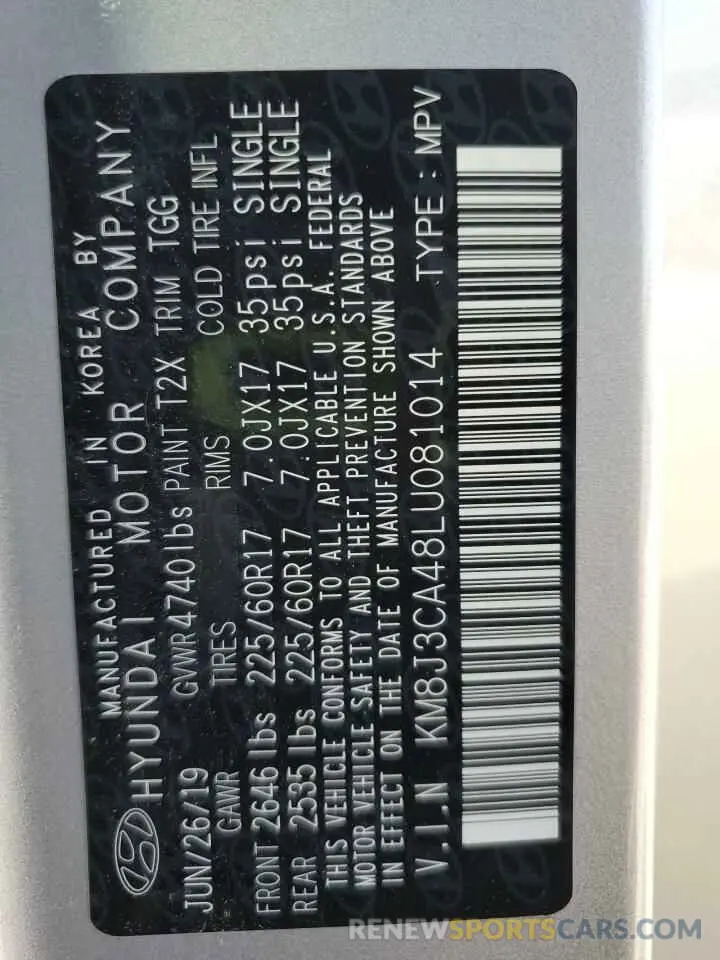 MANUFACTURED IN KOREA BY
HYUNDAI MOTOR COMPANY
JUN/26/19 GVWR 4740lbs PAINT T2X TRIM TGG
GAWR TIRES RIMS COLD TIRE INFL
FRONT 2646 lbs 225/60R17 7.0JX17 35psi SINGLE
REAR 2535 lbs 225/60R17 7.0JX17 35psi SINGLE
THIS VEHICLE CONFORMS TO ALL APPLICABLE U.S.A. FEDERAL
MOTOR VEHICLE SAFETY AND THEFT PREVENTION STANDARDS
IN EFFECT ON THE DATE OF MANUFACTURE SHOWN ABOVE
V.I.N KM8J3CA48LU081014 TYPE : MPV
RENEWSPORTSCARS.COM